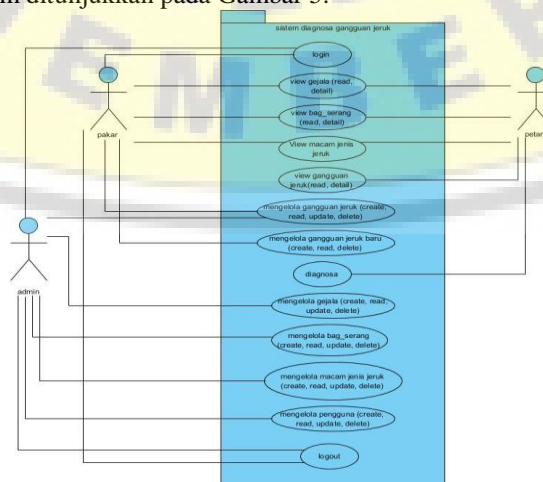 ditunjukkan pada Gambar 3.
sistem diagnosa gangguan jeruk
login
view gejala (read,
detail)
view bag_serang
(read, detail)
View macam jenis
jeruk
view gangguan
jeruk(read, detail)
mengelola gangguan jeruk (create,
read, update, delete)
mengelola gangguan jeruk baru
(create, read, delete)
diagnosa
mengelola gejala (create, read,
update, delete)
mengelola bag_serang
(create, read, update, delete)
mengelola macam jenis jeruk
(create, read, update, delete)
mengelola pengguna (create,
read, update, delete)
logout
pakar
admin